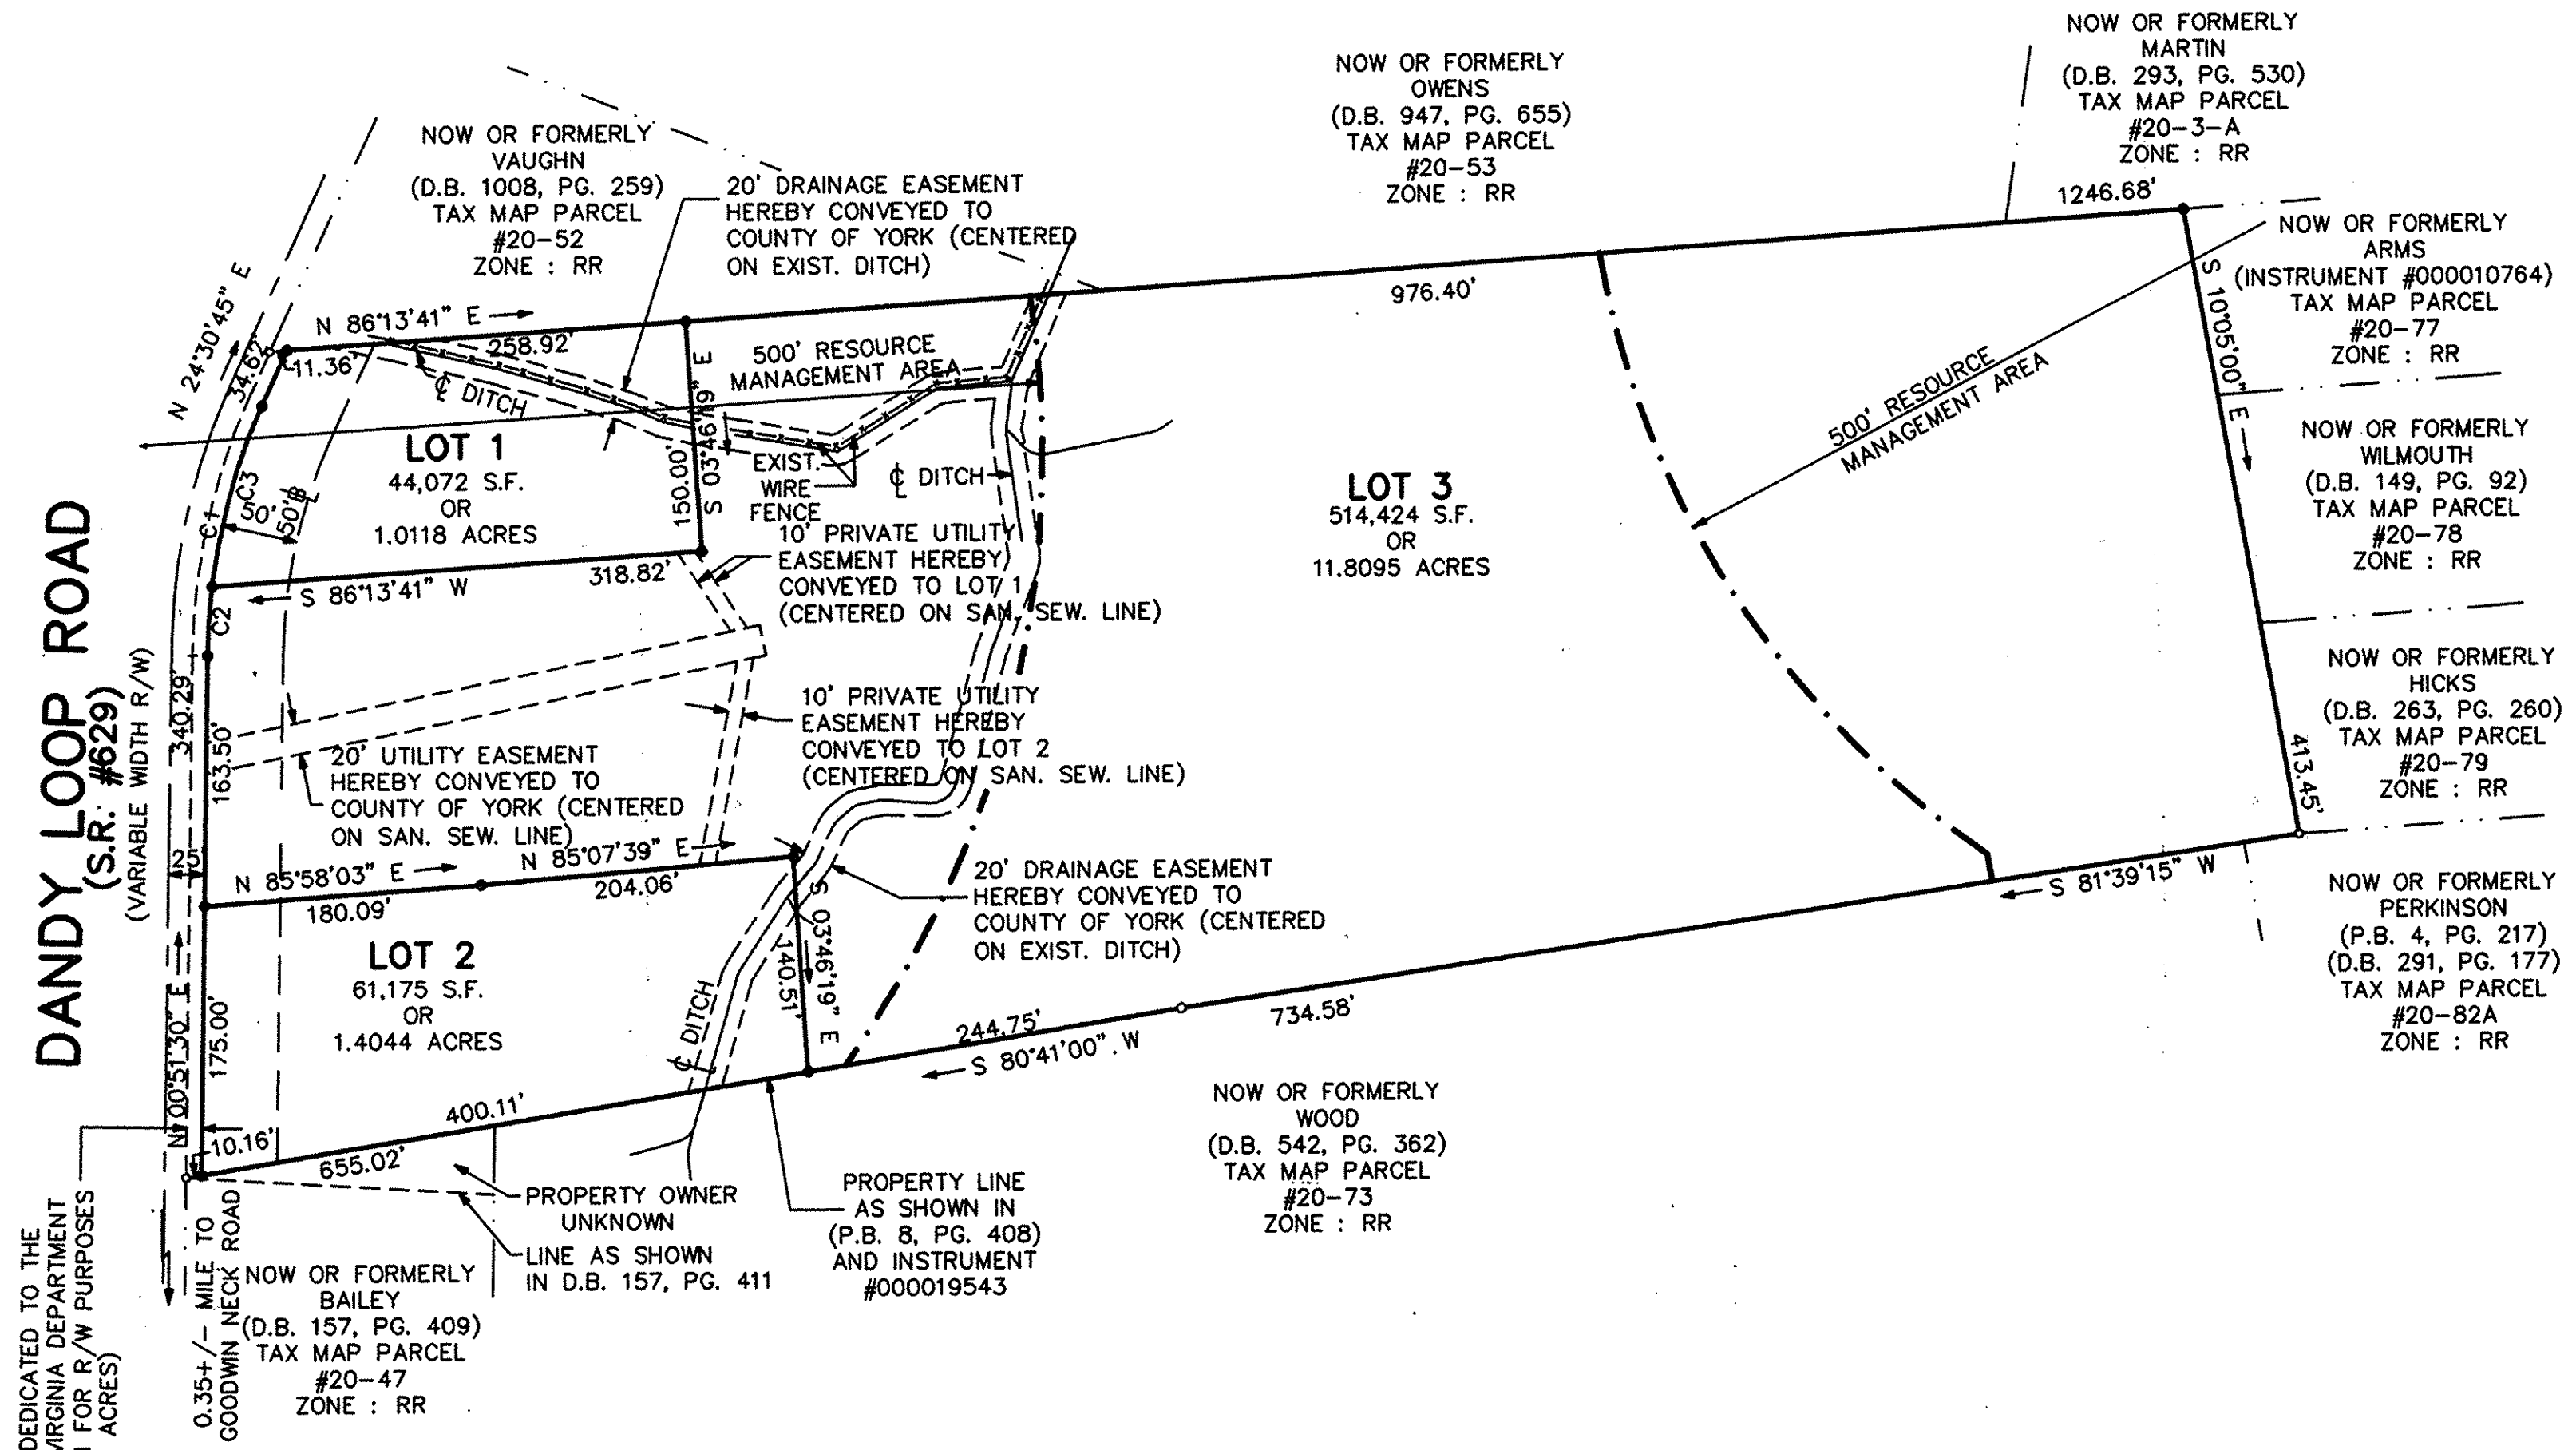 NOW OR FORMERLY
MARTIN
(D.B. 293, PG. 530)
TAX MAP PARCEL
#20-3-A
ZONE : RR
NOW OR FORMERLY
OWENS
(D.B. 947, PG. 655)
TAX MAP PARCEL
#20-53
ZONE : RR
NOW OR FORMERLY
VAUGHN
(D.B. 1008, PG. 259)
TAX MAP PARCEL
#20-52
ZONE : RR
20' DRAINAGE EASEMENT
HEREBY CONVEYED TO
COUNTY OF YORK (CENTERED
ON EXIST. DITCH)
1246.68'
NOW OR FORMERLY
ARMS
(INSTRUMENT #000010764)
TAX MAP PARCEL
#20-77
ZONE : RR
N 24°30'45" E
34.62'
N 86°13'41" E
11.36'
258.92'
976.40'
S 10°05'00" E
413.45'
℄ DITCH
500' RESOURCE
MANAGEMENT AREA
S 03°46'19" E
150.00'
500' RESOURCE
MANAGEMENT AREA
LOT 1
44,072 S.F.
OR
1.0118 ACRES
C3
C1
50'
50' B
L
EXIST.
WIRE
FENCE
℄ DITCH
LOT 3
514,424 S.F.
OR
11.8095 ACRES
NOW OR FORMERLY
WILMOUTH
(D.B. 149, PG. 92)
TAX MAP PARCEL
#20-78
ZONE : RR
10' PRIVATE UTILITY
EASEMENT HEREBY
CONVEYED TO LOT 1
(CENTERED ON SAN. SEW. LINE)
318.82'
S 86°13'41" W
C2
DANDY LOOP ROAD
(S.R. #629)
(VARIABLE WIDTH R/W)
340.29'
163.50'
NOW OR FORMERLY
HICKS
(D.B. 263, PG. 260)
TAX MAP PARCEL
#20-79
ZONE : RR
10' PRIVATE UTILITY
EASEMENT HEREBY
CONVEYED TO LOT 2
(CENTERED ON SAN. SEW. LINE)
20' UTILITY EASEMENT
HEREBY CONVEYED TO
COUNTY OF YORK (CENTERED
ON SAN. SEW. LINE)
25'
N 85°58'03" E
180.09'
N 85°07'39" E
204.06'
20' DRAINAGE EASEMENT
HEREBY CONVEYED TO
COUNTY OF YORK (CENTERED
ON EXIST. DITCH)
S 81°39'15" W
NOW OR FORMERLY
PERKINSON
(P.B. 4, PG. 217)
(D.B. 291, PG. 177)
TAX MAP PARCEL
#20-82A
ZONE : RR
LOT 2
61,175 S.F.
OR
1.4044 ACRES
S 03°46'19" E
140.51'
℄ DITCH
N 00°51'30" E
175.00'
244.75'
S 80°41'00" W
734.58'
10.16'
400.11'
655.02'
NOW OR FORMERLY
WOOD
(D.B. 542, PG. 362)
TAX MAP PARCEL
#20-73
ZONE : RR
PROPERTY OWNER
UNKNOWN
LINE AS SHOWN
IN D.B. 157, PG. 411
PROPERTY LINE
AS SHOWN IN
(P.B. 8, PG. 408)
AND INSTRUMENT
#000019543
NOW OR FORMERLY
BAILEY
(D.B. 157, PG. 409)
TAX MAP PARCEL
#20-47
ZONE : RR
0.35+/- MILE TO
GOODWIN NECK ROAD
DEDICATED TO THE
VIRGINIA DEPARTMENT
FOR R/W PURPOSES
ACRES)